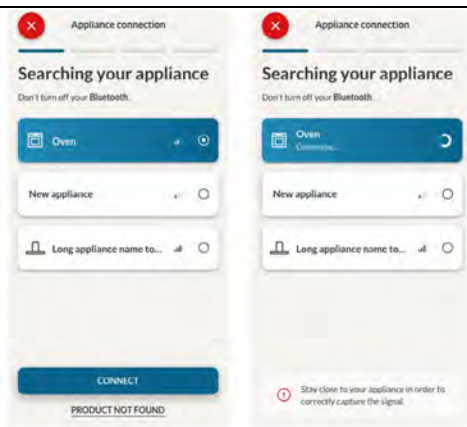 Appliance connection
Searching your appliance
Don't turn off your Bluetooth.
Oven
New appliance
Long appliance name to...
CONNECT
PRODUCT NOT FOUND
Appliance connection
Searching your appliance
Don't turn off your Bluetooth.
Oven
Connecting...
New appliance
Long appliance name to...
Stay close to your appliance in order to
correctly capture the signal.